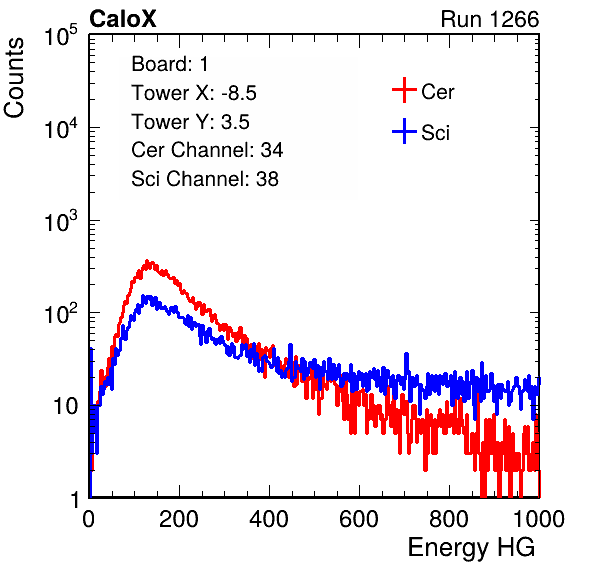 CaloX Run 1266
Counts
Board: 1
Tower X: -8.5
Tower Y: 3.5
Cer Channel: 34
Sci Channel: 38
Cer
Sci
10^5
10^4
10^3
10^2
10
1
0 200 400 600 800 1000
Energy HG